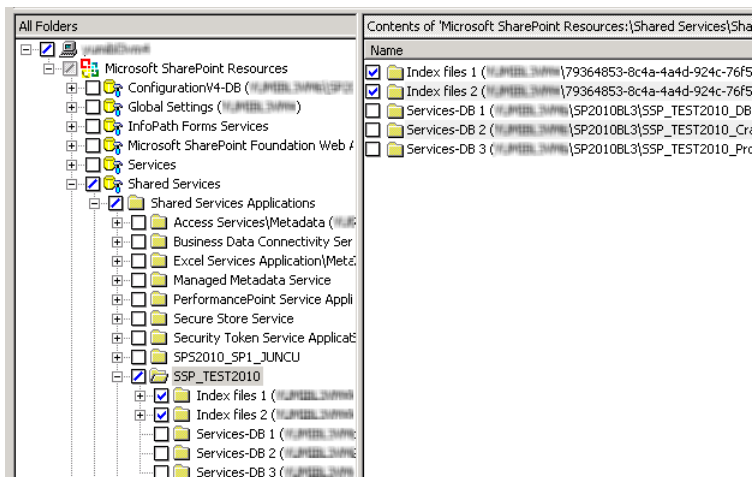 All Folders
Microsoft SharePoint Resources
ConfigurationV4-DB (
Global Settings (
InfoPath Forms Services
Microsoft SharePoint Foundation Web
Services
Shared Services
Shared Services Applications
Access Services\Metadata (
Business Data Connectivity Ser
Excel Services Application\Meta
Managed Metadata Service
PerformancePoint Service Appli
Secure Store Service
Security Token Service Applicat
SPS2010_SP1_JUNCU
SSP_TEST2010
Index files 1 (
Index files 2 (
Services-DB 1 (
Services-DB 2 (
Services-DB 3 (
Contents of 'Microsoft SharePoint Resources:\Shared Services\Sha
Name
Index files 1 ( \79364853-8c4a-4a4d-924c-76f5
Index files 2 ( \79364853-8c4a-4a4d-924c-76f5
Services-DB 1 ( \SP2010BL3\SSP_TEST2010_DB
Services-DB 2 ( \SP2010BL3\SSP_TEST2010_Cra
Services-DB 3 ( \SP2010BL3\SSP_TEST2010_Pro